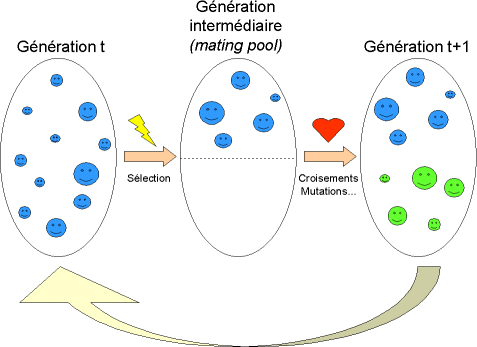 Génération t
Génération
intermédiaire
(mating pool)
Génération t+1
Sélection
Croisements
Mutations...